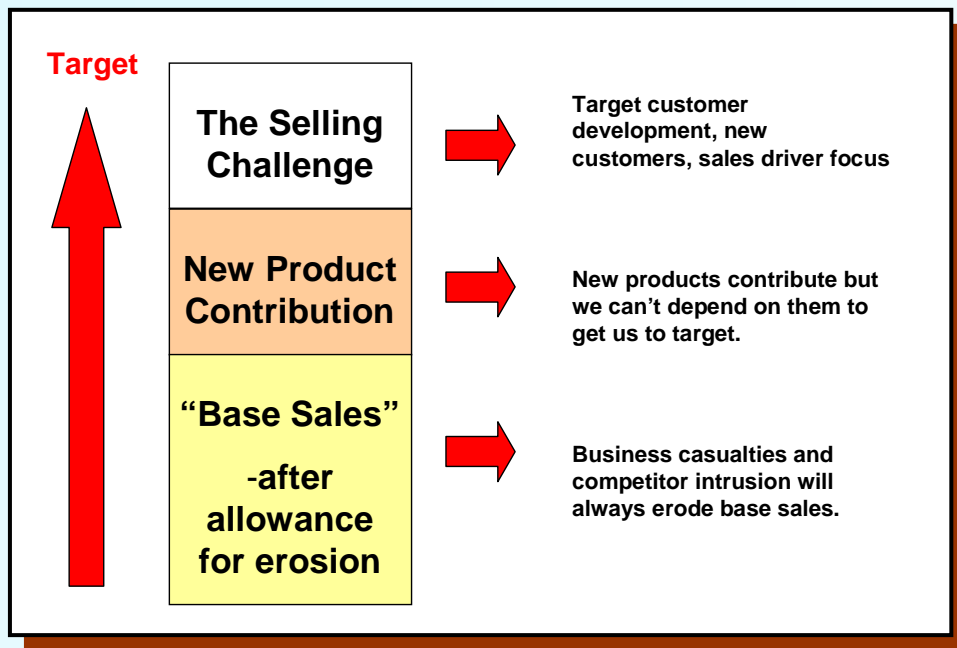 Target
The Selling
Challenge
Target customer
development, new
customers, sales driver focus
New Product
Contribution
New products contribute but
we can’t depend on them to
get us to target.
“Base Sales”
-after
allowance
for erosion
Business casualties and
competitor intrusion will
always erode base sales.